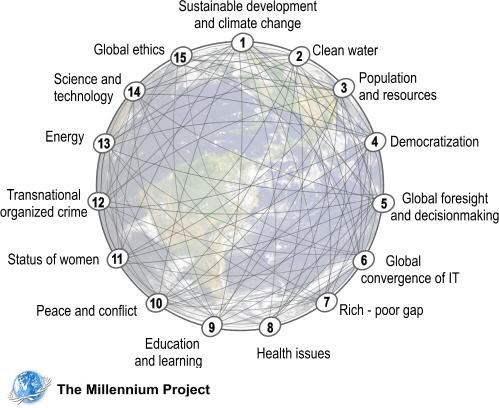 Sustainable development
and climate change
1
2
Clean water
3
Population
and resources
4
Democratization
5
Global foresight
and decisionmaking
6
Global
convergence of IT
7
Rich - poor gap
8
Health issues
9
Education
and learning
10
Peace and conflict
11
Status of women
12
Transnational
organized crime
13
Energy
14
Science and
technology
15
Global ethics
The Millennium Project